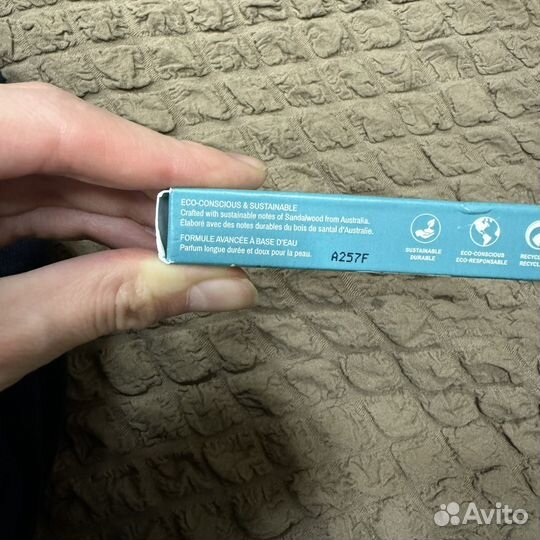 ECO-CONSCIOUS & SUSTAINABLE
Crafted with sustainable notes of Sandalwood from Australia.
Élaboré avec des notes durables du bois de santal d'Australie.
FORMULE AVANCÉE À BASE D'EAU
Parfum longue durée et doux pour la peau.
A257F
SUSTAINABLE
DURABLE
ECO-CONSCIOUS
ECO-RESPONSABLE
Avito